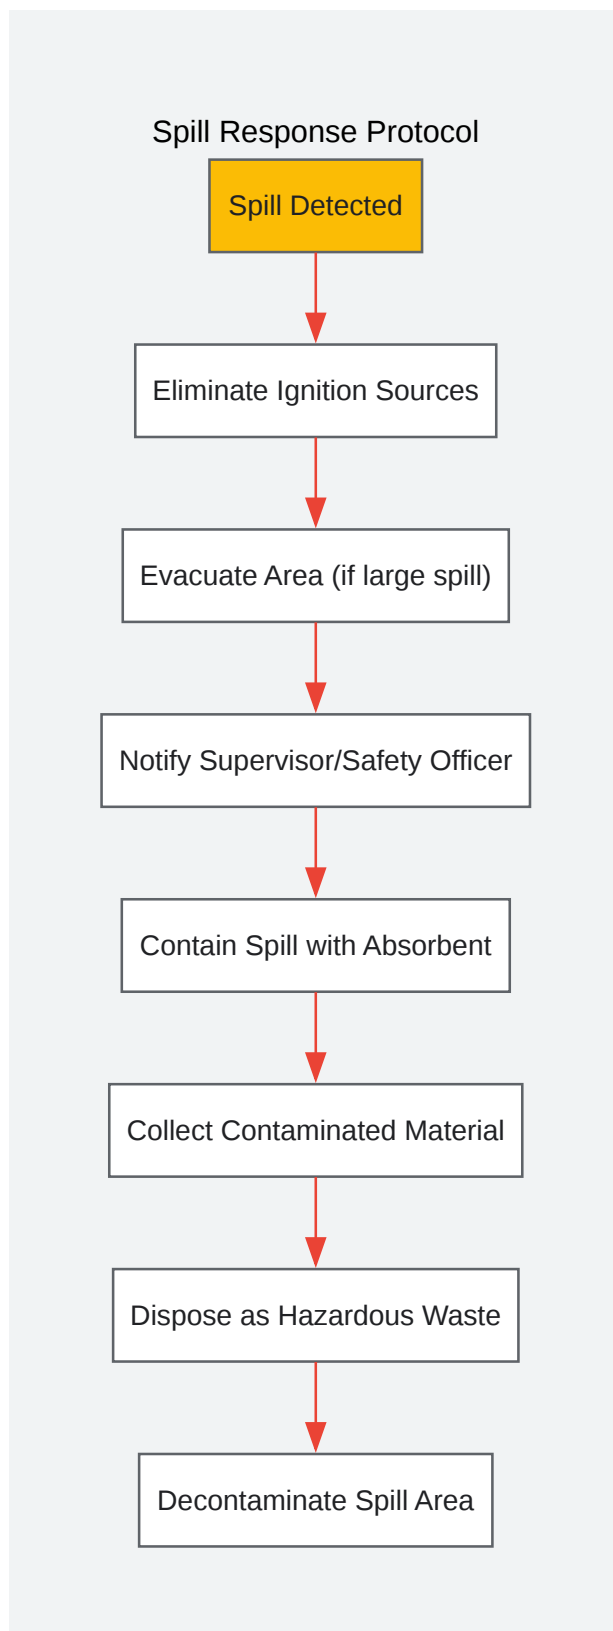 Spill Response Protocol
Spill Detected
Eliminate Ignition Sources
Evacuate Area (if large spill)
Notify Supervisor/Safety Officer
Contain Spill with Absorbent
Collect Contaminated Material
Dispose as Hazardous Waste
Decontaminate Spill Area